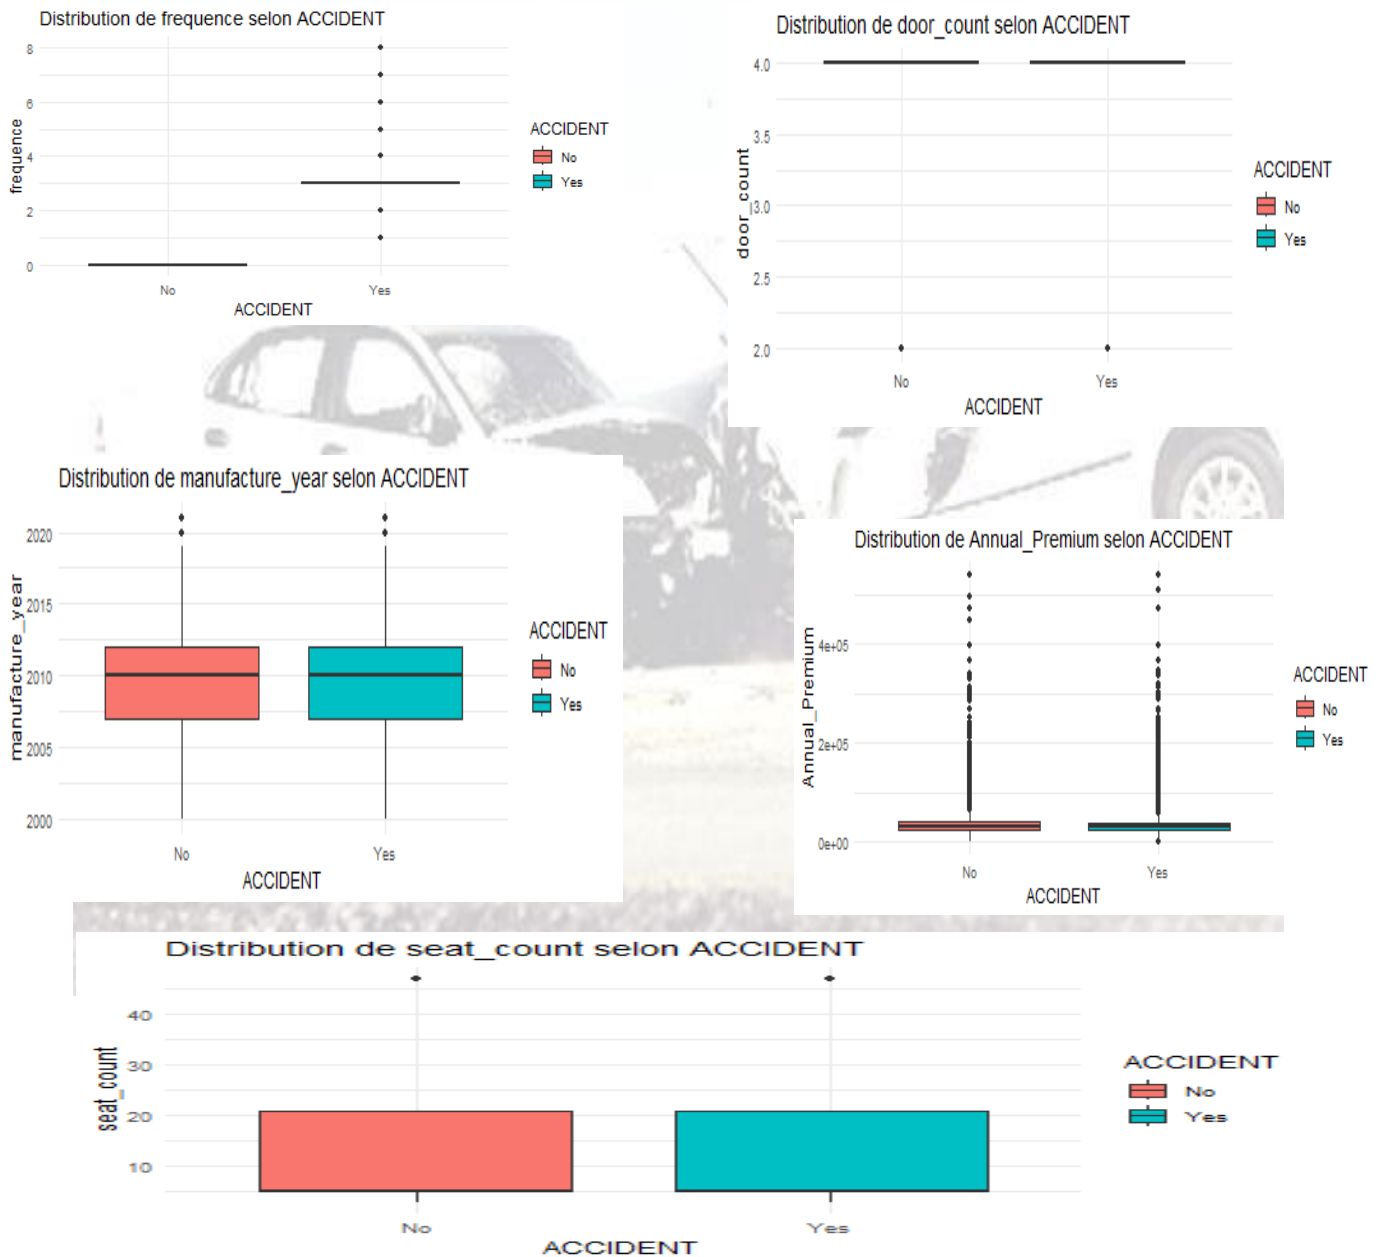 Distribution de frequence selon ACCIDENT
frequence
8
6
4
2
0
No
Yes
ACCIDENT
ACCIDENT
No
Yes
Distribution de door_count selon ACCIDENT
door_count
4.0
3.5
3.0
2.5
2.0
No
Yes
ACCIDENT
ACCIDENT
No
Yes
Distribution de manufacture_year selon ACCIDENT
manufacture_year
2020
2015
2010
2005
2000
No
Yes
ACCIDENT
ACCIDENT
No
Yes
Distribution de Annual_Premium selon ACCIDENT
Annual_Premium
4e+05
2e+05
0e+00
No
Yes
ACCIDENT
ACCIDENT
No
Yes
Distribution de seat_count selon ACCIDENT
seat_count
40
30
20
10
No
Yes
ACCIDENT
ACCIDENT
No
Yes